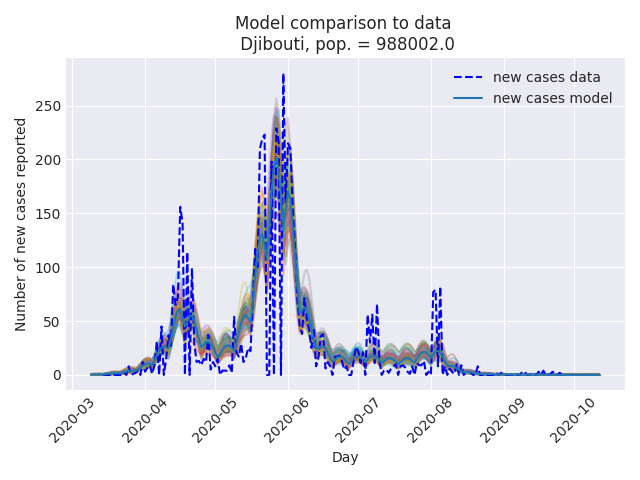 Model comparison to data
Djibouti, pop. = 988002.0
new cases data
new cases model
Number of new cases reported
250
200
150
100
50
0
2020-03
2020-04
2020-05
2020-06
2020-07
2020-08
2020-09
2020-10
Day